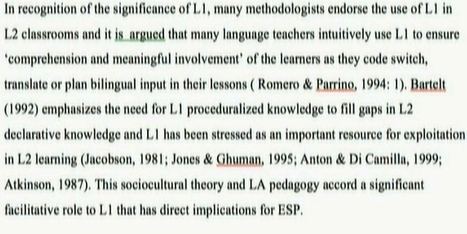 In recognition of the significance of L1, many methodologists endorse the use of L1 in
L2 classrooms and it is argued that many language teachers intuitively use L1 to ensure
‘comprehension and meaningful involvement’ of the learners as they code switch,
translate or plan bilingual input in their lessons ( Romero & Parrino, 1994: 1). Bartelt
(1992) emphasizes the need for L1 proceduralized knowledge to fill gaps in L2
declarative knowledge and L1 has been stressed as an important resource for exploitation
in L2 learning (Jacobson, 1981; Jones & Ghuman, 1995; Anton & Di Camilla, 1999;
Atkinson, 1987). This sociocultural theory and LA pedagogy accord a significant
facilitative role to L1 that has direct implications for ESP.